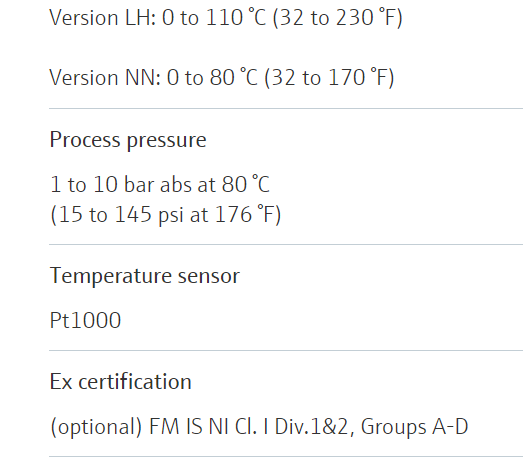 Version LH: 0 to 110 °C (32 to 230 °F)
Version NN: 0 to 80 °C (32 to 170 °F)
Process pressure
1 to 10 bar abs at 80 °C
(15 to 145 psi at 176 °F)
Temperature sensor
Pt1000
Ex certification
(optional) FM IS NI Cl. I Div.1&2, Groups A-D